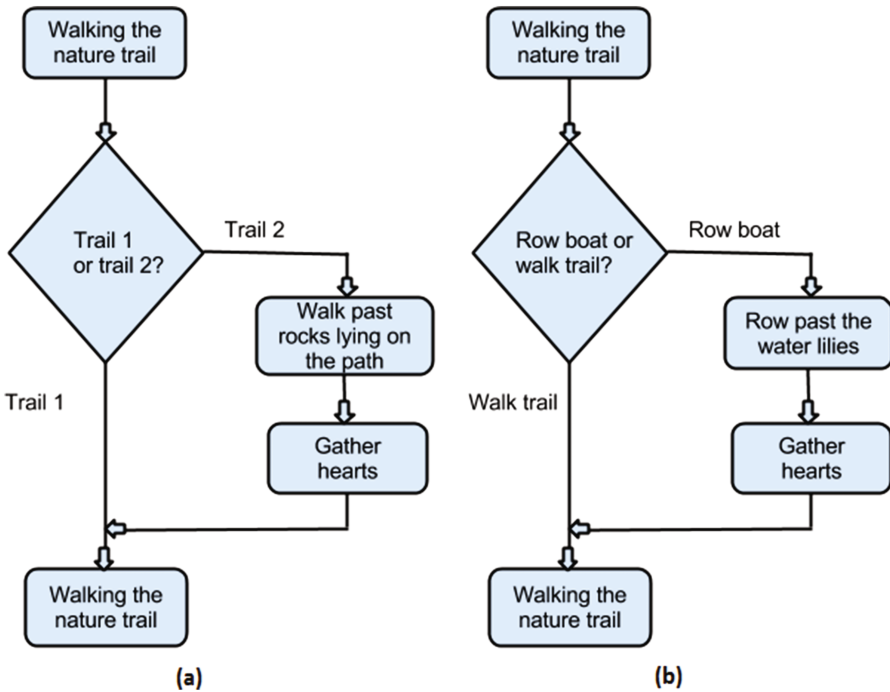 Walking the
nature trail
Trail 1
or trail 2?
Trail 2
Walk past
rocks lying on
the path
Trail 1
Gather
hearts
Walking the
nature trail
(a)
Walking the
nature trail
Row boat or
walk trail?
Row boat
Row past the
water lilies
Walk trail
Gather
hearts
Walking the
nature trail
(b)